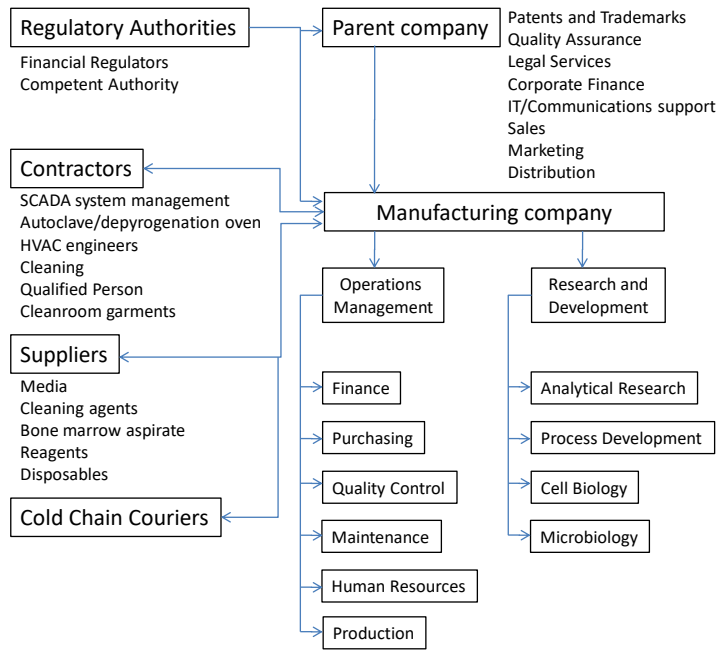 Regulatory Authorities
Financial Regulators
Competent Authority
Parent company
Patents and Trademarks
Quality Assurance
Legal Services
Corporate Finance
IT/Communications support
Sales
Marketing
Distribution
Contractors
SCADA system management
Autoclave/depyrogenation oven
HVAC engineers
Cleaning
Qualified Person
Cleanroom garments
Manufacturing company
Suppliers
Media
Cleaning agents
Bone marrow aspirate
Reagents
Disposables
Cold Chain Couriers
Operations
Management
Finance
Purchasing
Quality Control
Maintenance
Human Resources
Production
Research and
Development
Analytical Research
Process Development
Cell Biology
Microbiology